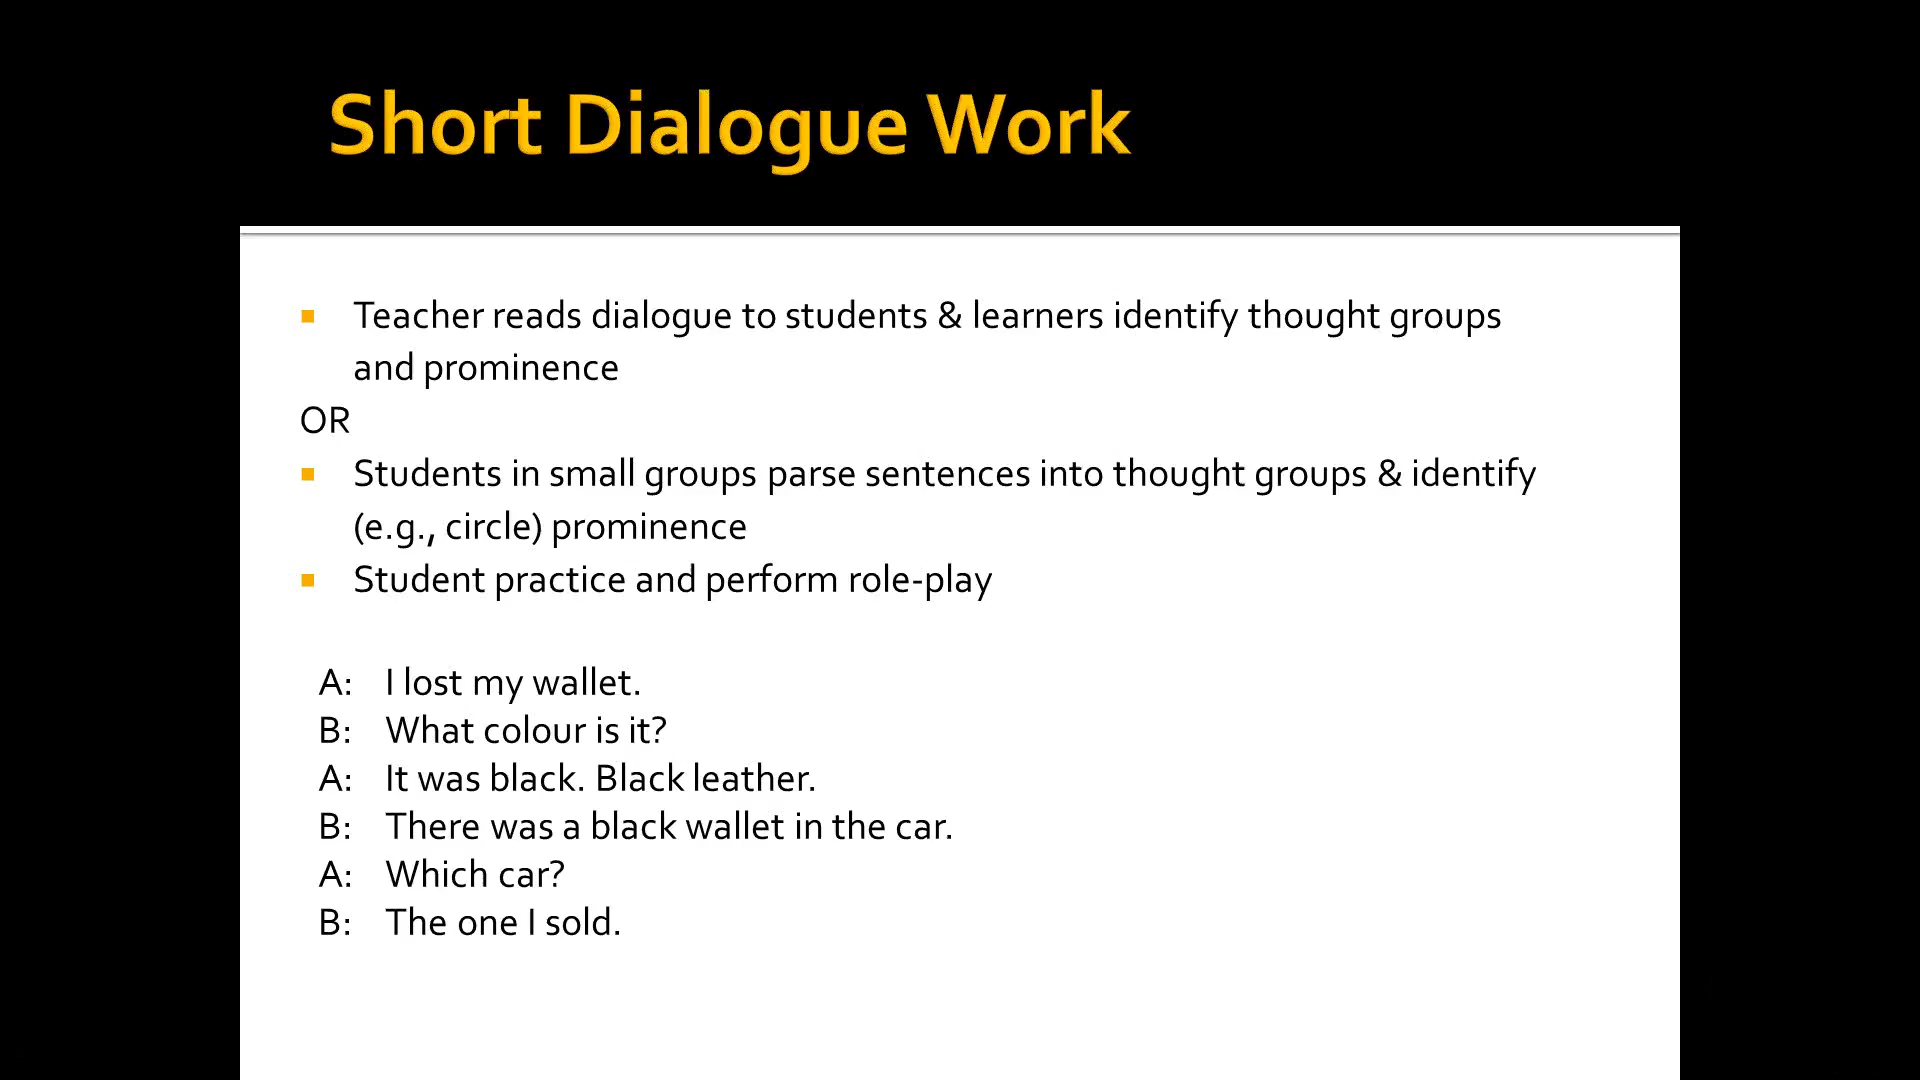 Short Dialogue Work
Teacher reads dialogue to students & learners identify thought groups
and prominence
OR
Students in small groups parse sentences into thought groups & identify
(e.g., circle) prominence
Student practice and perform role-play
A: I lost my wallet.
B: What colour is it?
A: It was black. Black leather.
B: There was a black wallet in the car.
A: Which car?
B: The one I sold.